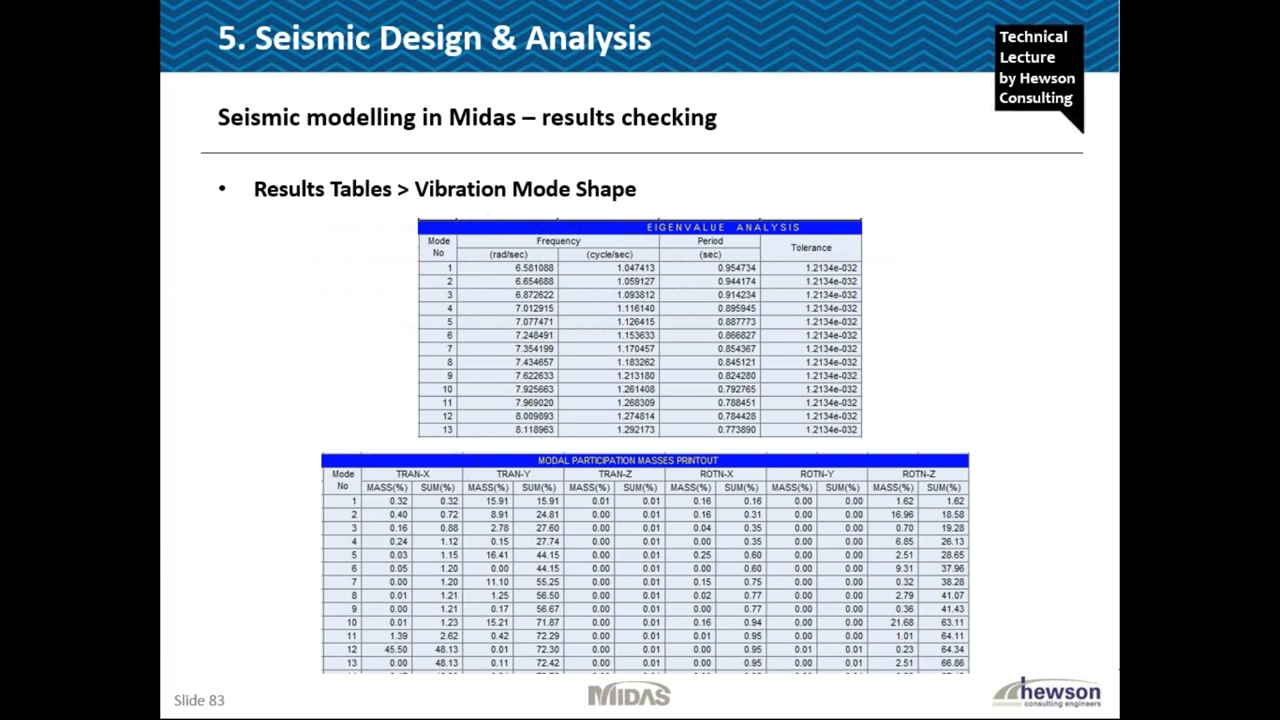 5. Seismic Design & Analysis
Technical
Lecture
by Hewson
Consulting
Seismic modelling in Midas – results checking
• Results Tables > Vibration Mode Shape
EIGENVALUE ANALYSIS
Mode No Frequency Period Tolerance
(rad/sec) (cycle/sec) (sec)
1 6.581088 1.047413 0.954734 1.2134e-032
2 6.654688 1.059127 0.944174 1.2134e-032
3 6.872622 1.093812 0.914234 1.2134e-032
4 7.012915 1.116140 0.895945 1.2134e-032
5 7.077471 1.126415 0.887773 1.2134e-032
6 7.248491 1.153633 0.866827 1.2134e-032
7 7.354199 1.170457 0.854367 1.2134e-032
8 7.434657 1.183262 0.845121 1.2134e-032
9 7.622633 1.213180 0.824280 1.2134e-032
10 7.925663 1.261408 0.792765 1.2134e-032
11 7.969020 1.268309 0.788451 1.2134e-032
12 8.009893 1.274814 0.784428 1.2134e-032
13 8.118963 1.292173 0.773890 1.2134e-032
MODAL PARTICIPATION MASSES PRINTOUT
Mode No TRAN-X TRAN-Y TRAN-Z ROTN-X ROTN-Y ROTN-Z
MASS(%) SUM(%) MASS(%) SUM(%) MASS(%) SUM(%) MASS(%) SUM(%) MASS(%) SUM(%) MASS(%) SUM(%)
1 0.32 0.32 15.91 15.91 0.01 0.01 0.16 0.16 0.00 0.00 1.62 1.62
2 0.40 0.72 8.91 24.81 0.00 0.01 0.16 0.31 0.00 0.00 16.96 18.58
3 0.16 0.88 2.78 27.60 0.00 0.01 0.04 0.35 0.00 0.00 0.70 19.28
4 0.24 1.12 0.15 27.74 0.00 0.01 0.00 0.35 0.00 0.00 6.85 26.13
5 0.03 1.15 16.41 44.15 0.00 0.01 0.25 0.60 0.00 0.00 2.51 28.65
6 0.05 1.20 0.00 44.15 0.00 0.01 0.00 0.60 0.00 0.00 9.31 37.96
7 0.00 1.20 11.10 55.25 0.00 0.01 0.15 0.75 0.00 0.00 0.32 38.28
8 0.01 1.21 1.25 56.50 0.00 0.01 0.02 0.77 0.00 0.00 2.79 41.07
9 0.00 1.21 0.17 56.67 0.00 0.01 0.00 0.77 0.00 0.00 0.36 41.43
10 0.01 1.23 15.21 71.87 0.00 0.01 0.16 0.94 0.00 0.00 21.68 63.11
11 1.39 2.62 0.42 72.29 0.00 0.01 0.01 0.95 0.00 0.00 1.01 64.11
12 45.50 48.13 0.01 72.30 0.00 0.01 0.00 0.95 0.01 0.01 0.23 64.34
13 0.00 48.13 0.11 72.42 0.00 0.01 0.00 0.95 0.00 0.01 2.51 66.86
Slide 83
MIDAS
hewson
consulting engineers